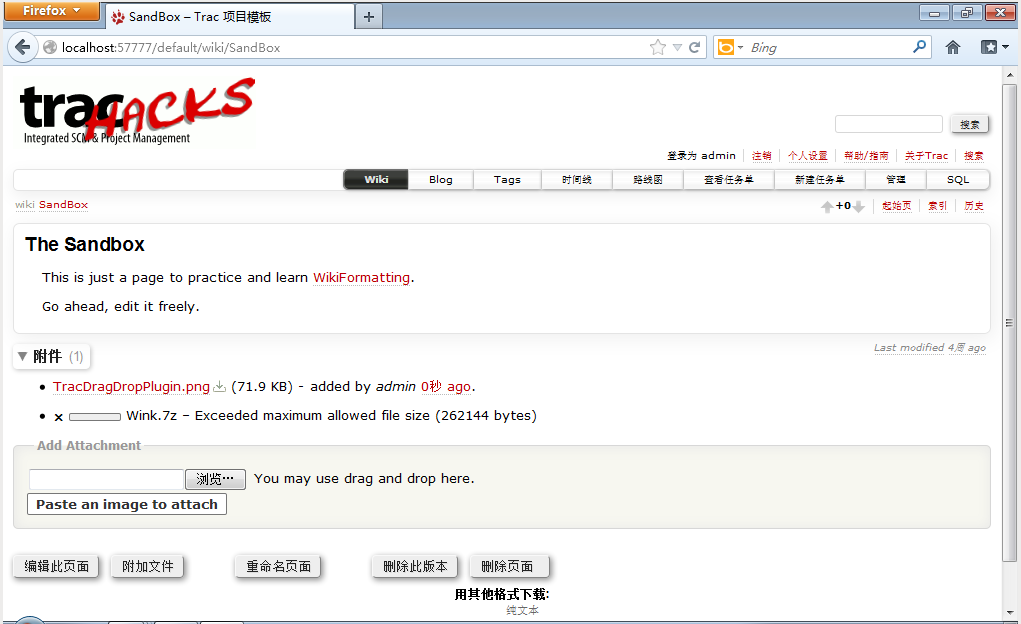 Firefox
SandBox – Trac 项目模板
localhost:57777/default/wiki/SandBox
Bing
trac HACKS
Integrated SCM & Project Management
搜索
登录为 admin 注销 个人设置 帮助/指南 关于Trac 搜索
Wiki Blog Tags 时间线 路线图 查看任务单 新建任务单 管理 SQL
wiki SandBox
+0 起始页 索引 历史
The Sandbox
This is just a page to practice and learn WikiFormatting.
Go ahead, edit it freely.
Last modified 4周 ago
附件 (1)
TracDragDropPlugin.png (71.9 KB) - added by admin 0秒 ago.
Wink.7z – Exceeded maximum allowed file size (262144 bytes)
Add Attachment
浏览… You may use drag and drop here.
Paste an image to attach
编辑此页面 附加文件 重命名页面 删除此版本 删除页面
用其他格式下载:
纯文本